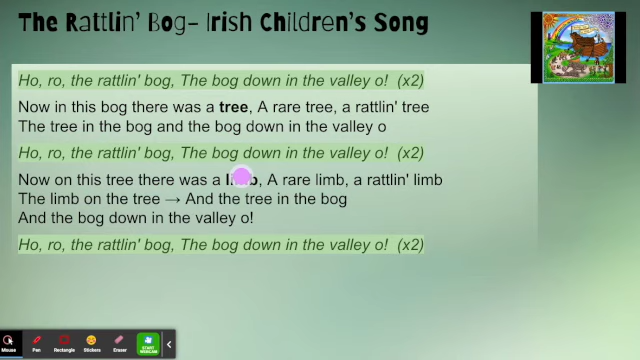 The Rattlin' Bog- Irish Children's Song
Ho, ro, the rattlin' bog, The bog down in the valley o! (x2)
Now in this bog there was a tree, A rare tree, a rattlin' tree
The tree in the bog and the bog down in the valley o
Ho, ro, the rattlin' bog, The bog down in the valley o! (x2)
Now on this tree there was a limb, A rare limb, a rattlin' limb
The limb on the tree → And the tree in the bog
And the bog down in the valley o!
Ho, ro, the rattlin' bog, The bog down in the valley o! (x2)
Mouse Pen Rectangle Stickers Eraser START WEBCAM